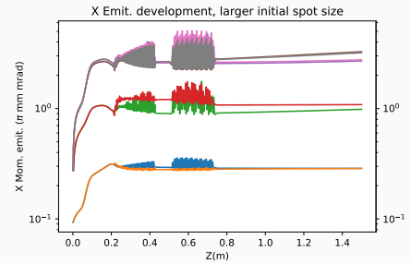 X Emit. development, larger initial spot size
X Mom. emit. (π mm mrad)
10⁰
10⁻¹
10⁰
10⁻¹
0.0 0.2 0.4 0.6 0.8 1.0 1.2 1.4
Z(m)